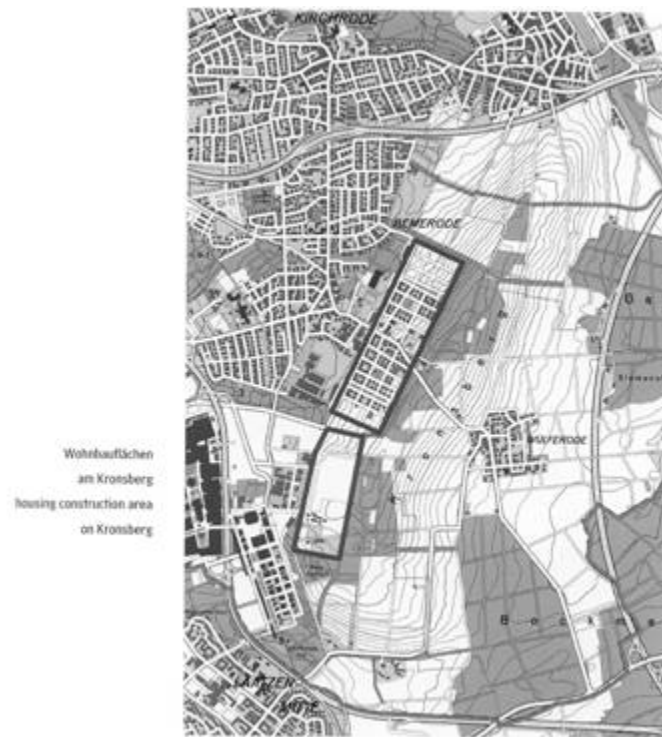 KIRCHRODE
BEMERODE
WÜLFERODE
Wohnbauflächen
am Kronsberg
housing construction area
on Kronsberg
LAATZEN
MITTE